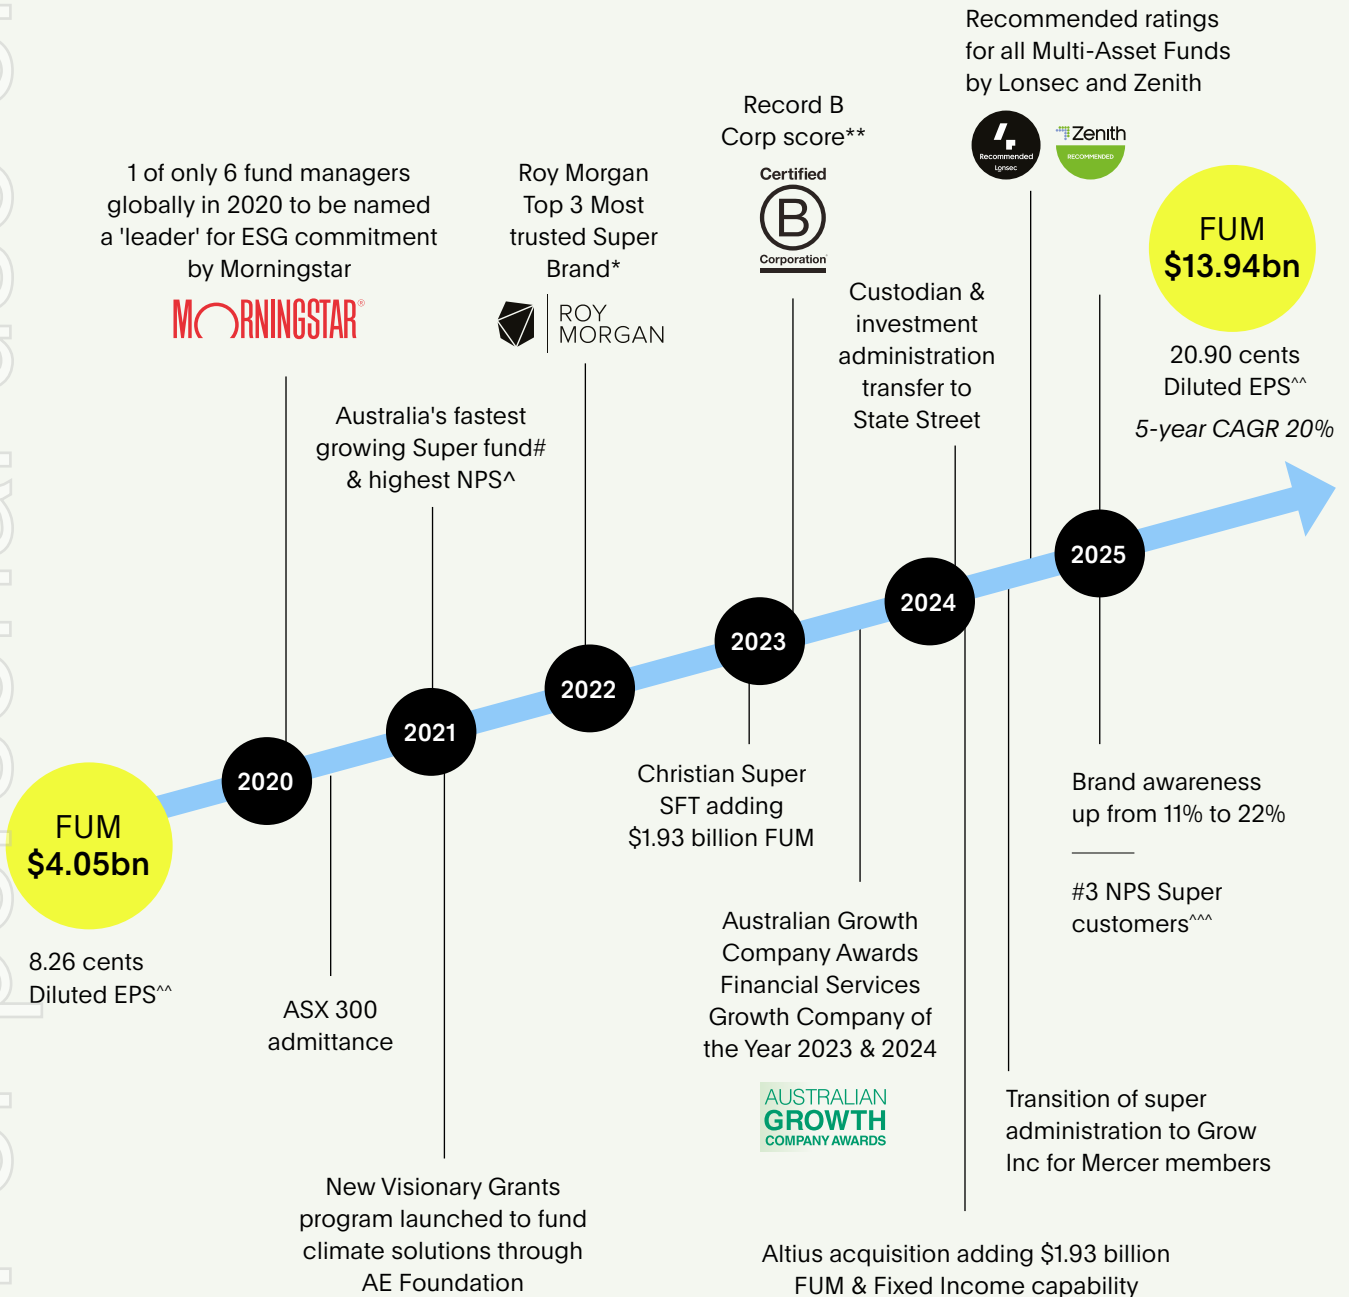 Recommended ratings
for all Multi-Asset Funds
by Lonsec and Zenith
Recommended
Lonsec
Zenith
RECOMMENDED
Record B
Corp score**
Certified
B
Corporation
1 of only 6 fund managers
globally in 2020 to be named
a 'leader' for ESG commitment
by Morningstar
MORNINGSTAR®
Roy Morgan
Top 3 Most
trusted Super
Brand*
ROY
MORGAN
Custodian &
investment
administration
transfer to
State Street
FUM
$13.94bn
20.90 cents
Diluted EPS^^
5-year CAGR 20%
Australia's fastest
growing Super fund#
& highest NPS^
2025
2024
2023
2022
2021
2020
FUM
$4.05bn
8.26 cents
Diluted EPS^^
ASX 300
admittance
New Visionary Grants
program launched to fund
climate solutions through
AE Foundation
Christian Super
SFT adding
$1.93 billion FUM
Australian Growth
Company Awards
Financial Services
Growth Company of
the Year 2023 & 2024
AUSTRALIAN
GROWTH
COMPANY AWARDS
Altius acquisition adding $1.93 billion
FUM & Fixed Income capability
Transition of super
administration to Grow
Inc for Mercer members
Brand awareness
up from 11% to 22%
#3 NPS Super
customers^^^